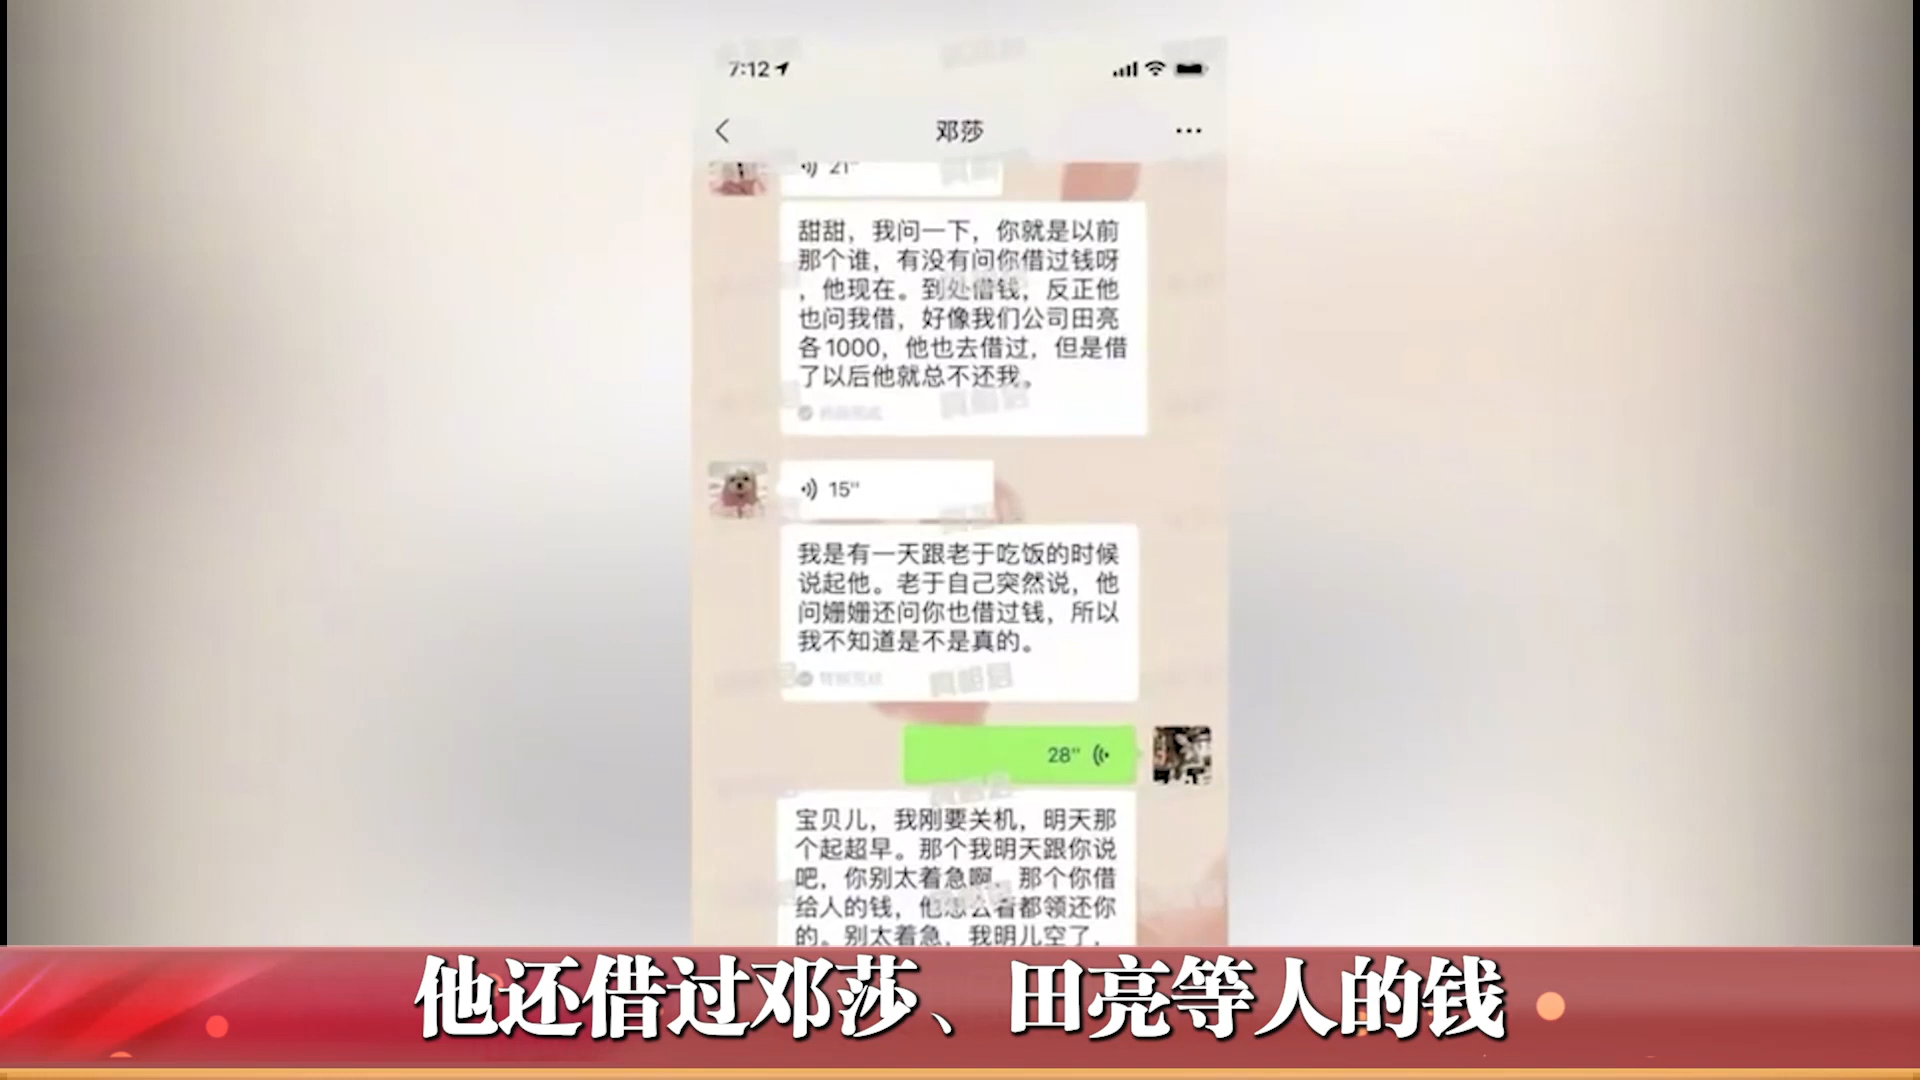 7:12
邓莎
21"
甜甜，我问一下，你就是以前
那个谁，有没有问你借过钱呀
，他现在。到处借钱，反正他
也问我借，好像我们公司田亮
各1000，他也去借过，但是借
了以后他就总不还我。
15"
我是有一天跟老于吃饭的时候
说起他。老于自己突然说，他
问姗姗还问你也借过钱，所以
我不知道是不是真的。
28"
宝贝儿，我刚要关机，明天那
个起超早。那个我明天跟你说
吧，你别太着急啊，那个你借
给人的钱，他怎么着都领还你
的。别太着急，我明儿空了，
他还借过邓莎、田亮等人的钱